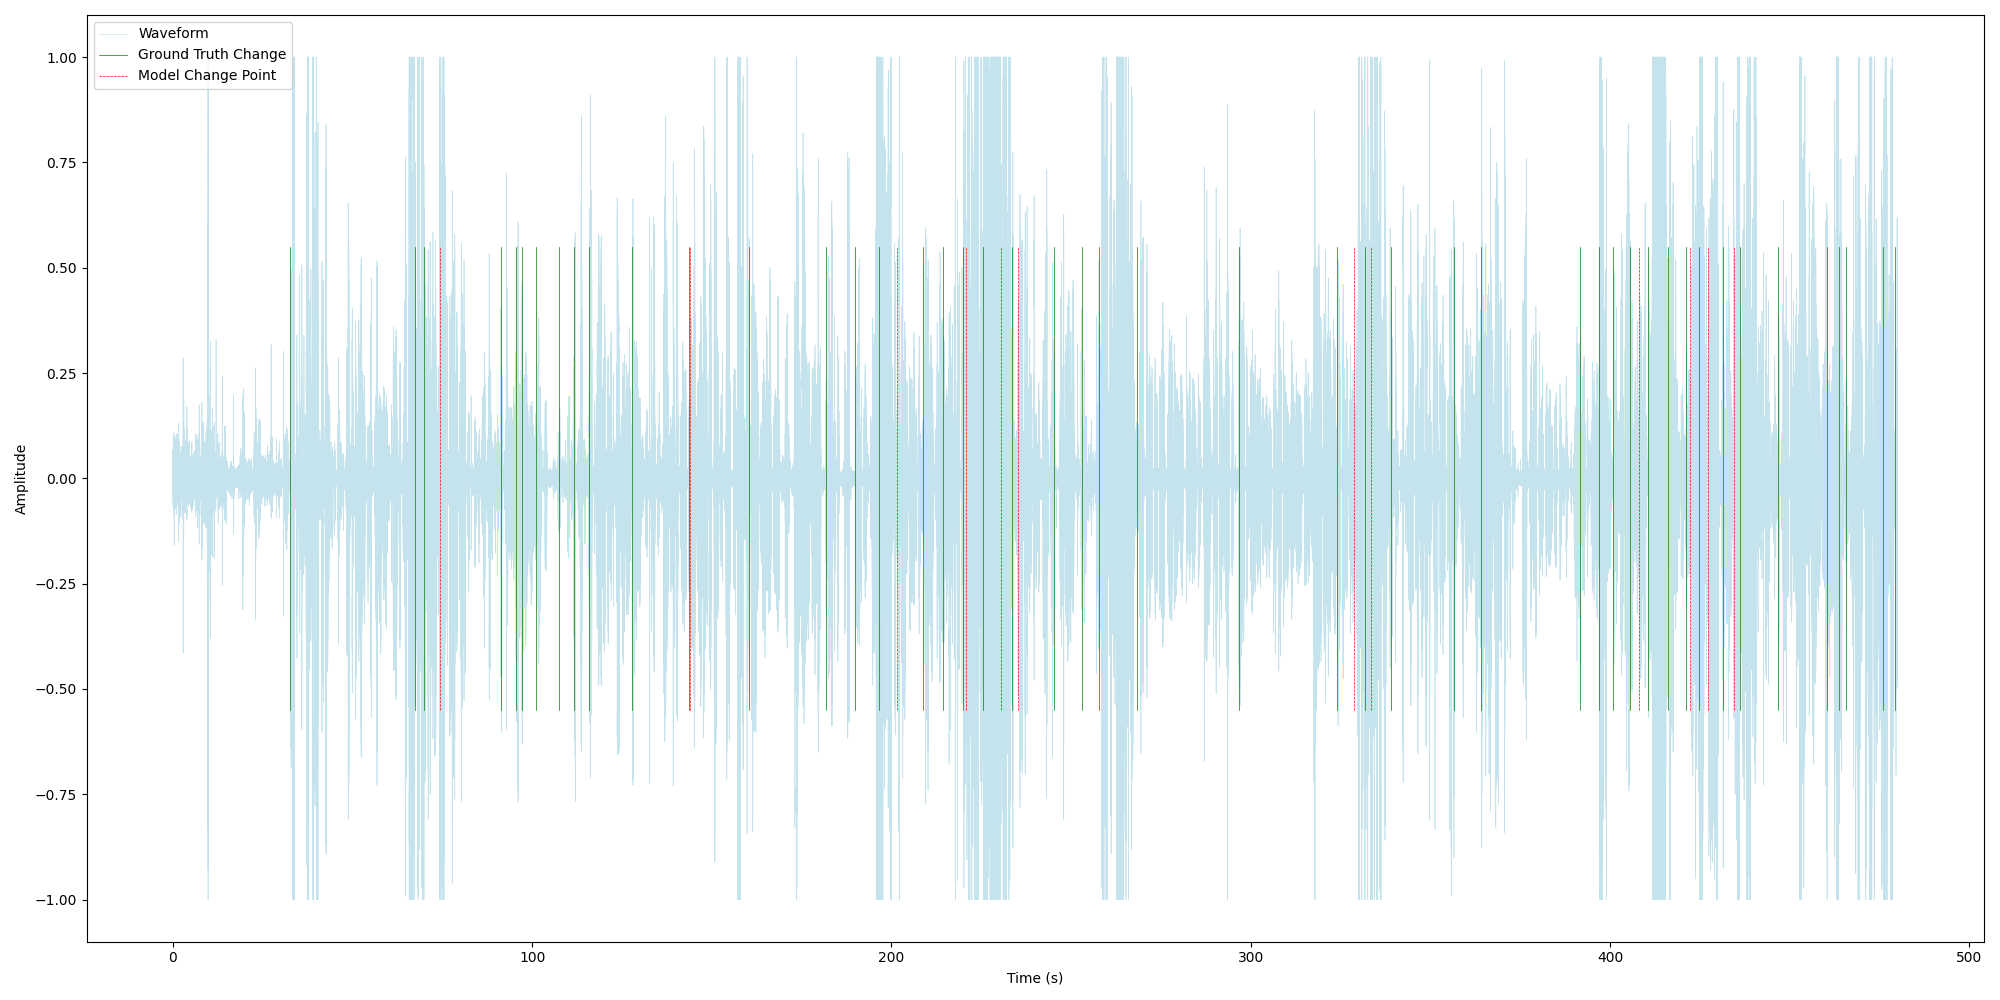 Waveform
Ground Truth Change
Model Change Point
1.00
0.75
0.50
0.25
0.00
−0.25
−0.50
−0.75
−1.00
Amplitude
0 100 200 300 400 500
Time (s)